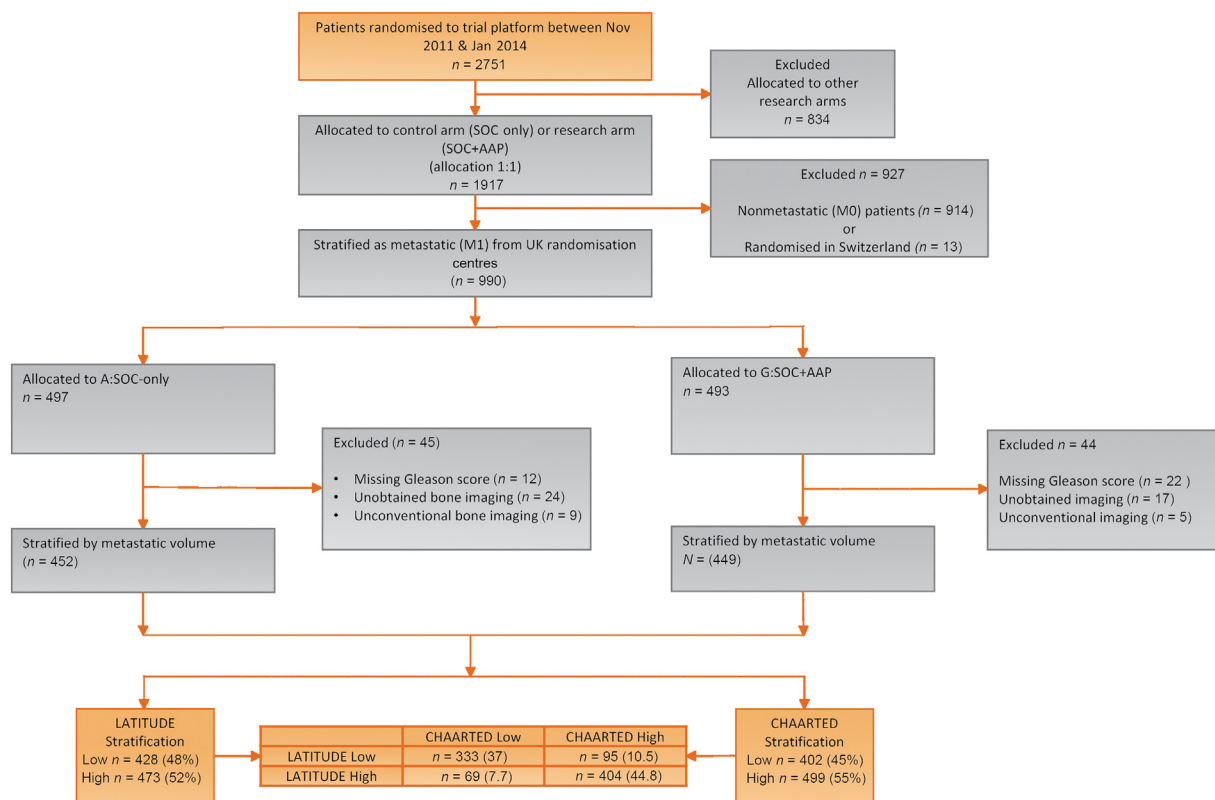 Patients randomised to trial platform between Nov
2011 & Jan 2014
n = 2751
Excluded
Allocated to other
research arms
n = 834
Allocated to control arm (SOC only) or research arm
(SOC+AAP)
(allocation 1:1)
n = 1917
Excluded n = 927
Nonmetastatic (M0) patients (n = 914)
or
Randomised in Switzerland (n = 13)
Stratified as metastatic (M1) from UK randomisation
centres
(n = 990)
Allocated to A:SOC-only
n = 497
Allocated to G:SOC+AAP
n = 493
Excluded (n = 45)
• Missing Gleason score (n = 12)
• Unobtained bone imaging (n = 24)
• Unconventional bone imaging (n = 9)
Excluded n = 44
Missing Gleason score (n = 22 )
Unobtained imaging (n = 17)
Unconventional imaging (n = 5)
Stratified by metastatic volume
(n = 452)
Stratified by metastatic volume
N = (449)
LATITUDE
Stratification
Low n = 428 (48%)
High n = 473 (52%)
CHAARTED Low CHAARTED High
LATITUDE Low n = 333 (37) n = 95 (10.5)
LATITUDE High n = 69 (7.7) n = 404 (44.8)
CHAARTED
Stratification
Low n = 402 (45%)
High n = 499 (55%)